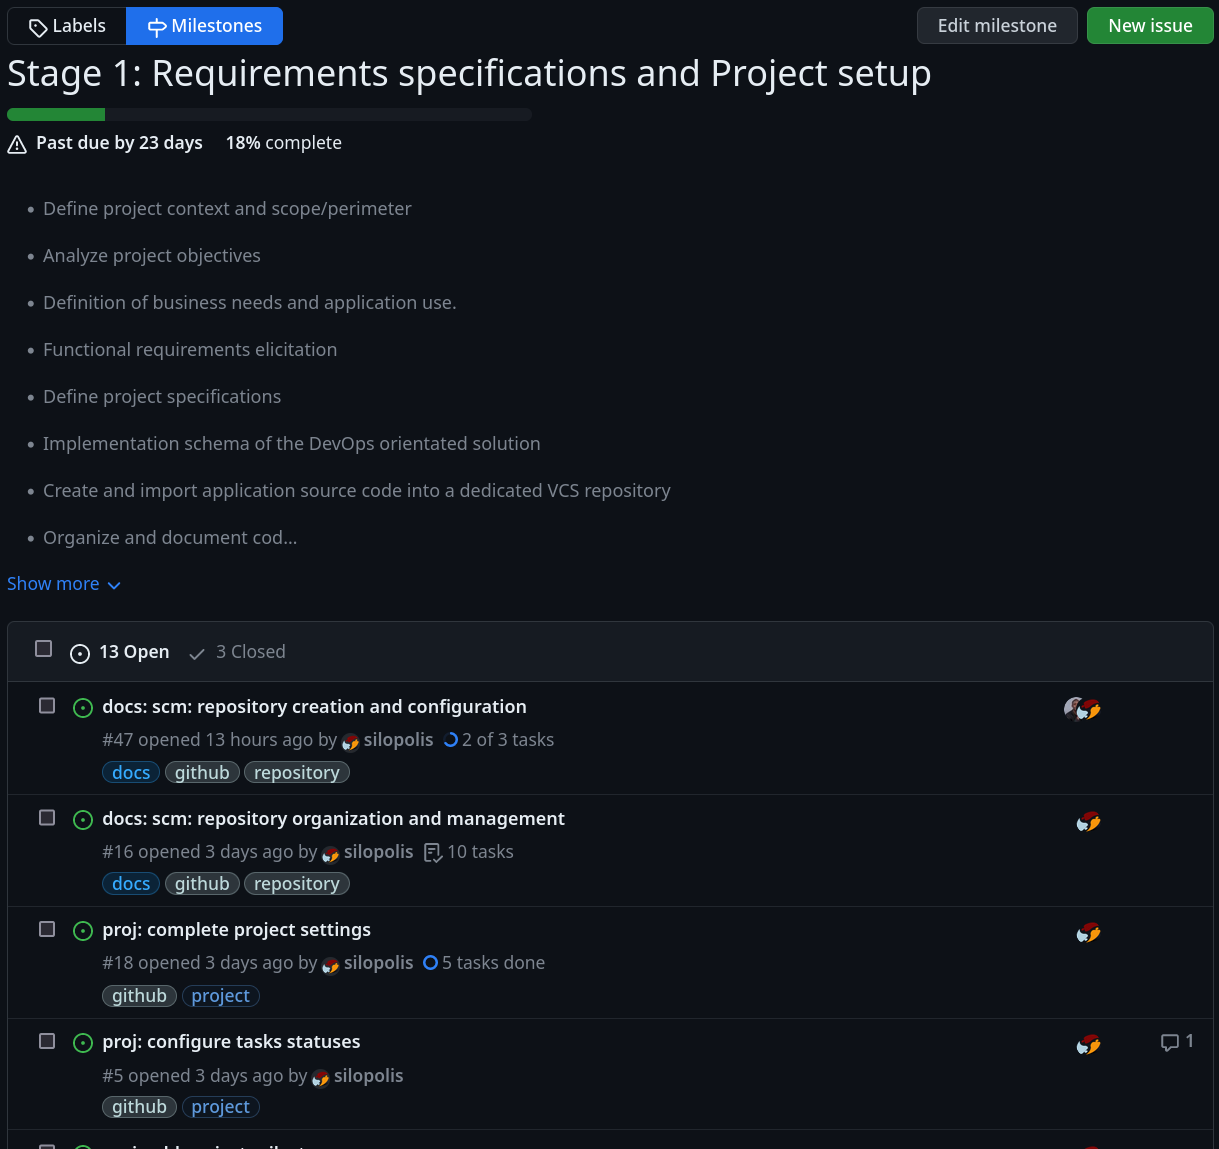 Labels
Milestones
Edit milestone
New issue
Stage 1: Requirements specifications and Project setup
Past due by 23 days 18% complete
• Define project context and scope/perimeter
• Analyze project objectives
• Definition of business needs and application use.
• Functional requirements elicitation
• Define project specifications
• Implementation schema of the DevOps orientated solution
• Create and import application source code into a dedicated VCS repository
• Organize and document cod...
Show more
13 Open 3 Closed
docs: scm: repository creation and configuration
#47 opened 13 hours ago by silopolis 2 of 3 tasks
docs github repository
docs: scm: repository organization and management
#16 opened 3 days ago by silopolis 10 tasks
docs github repository
proj: complete project settings
#18 opened 3 days ago by silopolis 5 tasks done
github project
proj: configure tasks statuses
1
#5 opened 3 days ago by silopolis
github project